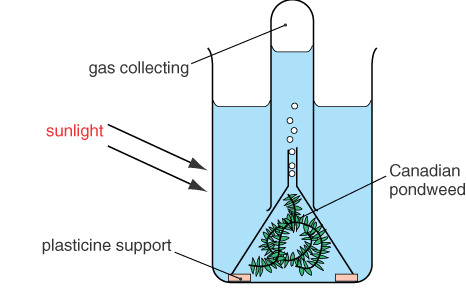 gas collecting
sunlight
Canadian
pondweed
plasticine support